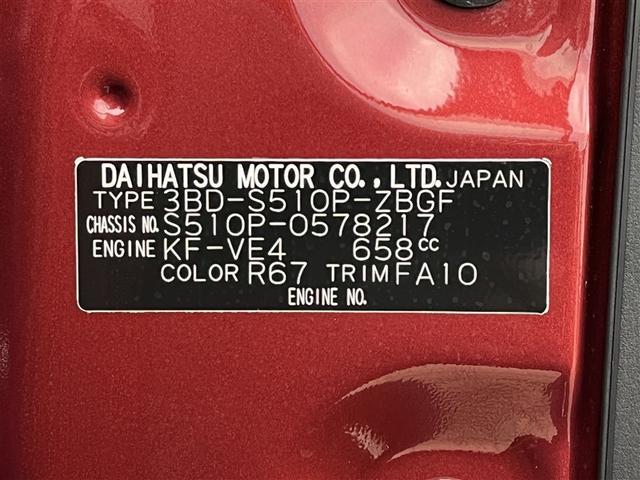 DAIHATSU MOTOR CO.,LTD. JAPAN
TYPE 3BD-S510P-ZBGF
CHASSIS NO. S510P-0578217
ENGINE KF-VE4 658cc
COLOR R67 TRIM FA10
ENGINE NO.